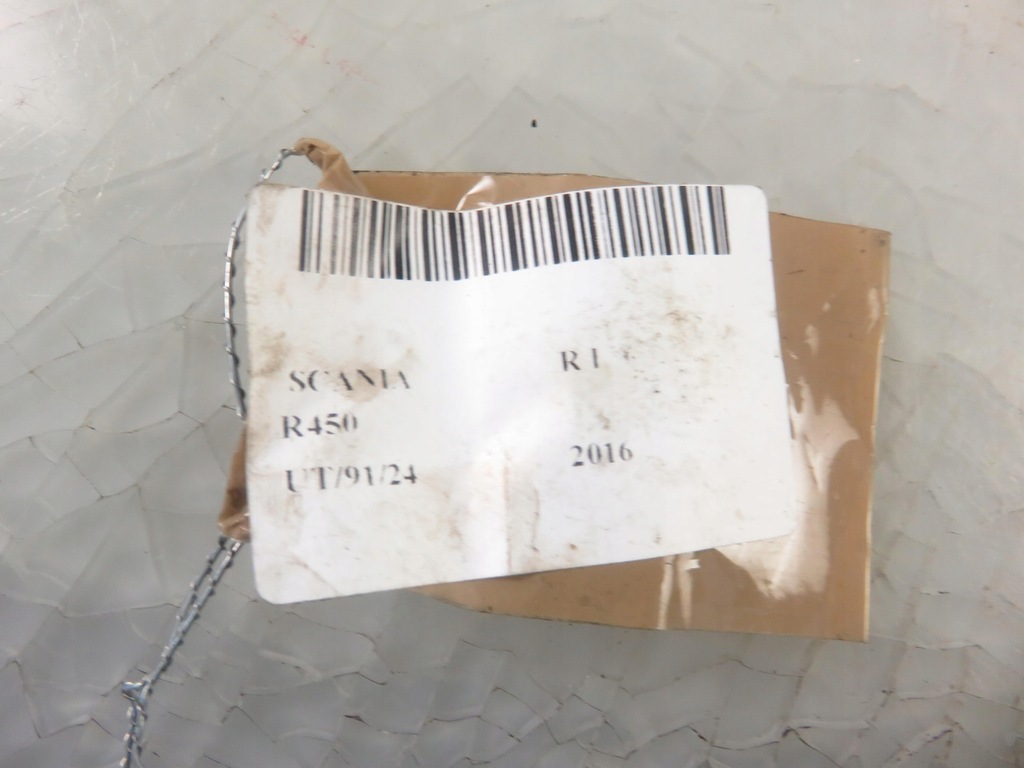 SCANIA
R450
UT/91/24
R I
2016